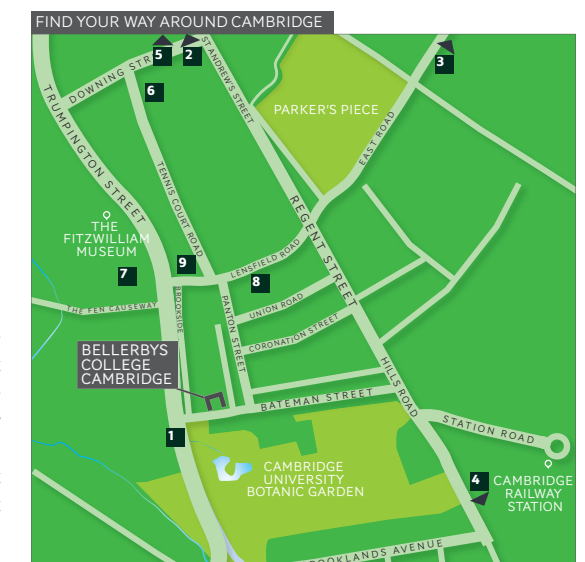 FIND YOUR WAY AROUND CAMBRIDGE
5
2
3
DOWNING STR
ST ANDREW'S STREET
6
PARKER'S PIECE
TRUMPINGTON STREET
EAST ROAD
TENNIS COURT ROAD
REGENT STREET
THE
FITZWILLIAM
MUSEUM
7
9
LENSFIELD ROAD
8
THE FEN CAUSEWAY
BROOKSIDE
PANTON STREET
UNION ROAD
CORONATION STREET
BELLERBYS
COLLEGE
CAMBRIDGE
HILLS ROAD
BATEMAN STREET
1
STATION ROAD
CAMBRIDGE
UNIVERSITY
BOTANIC GARDEN
4
CAMBRIDGE
RAILWAY
STATION
OOKLANDS AVENUE